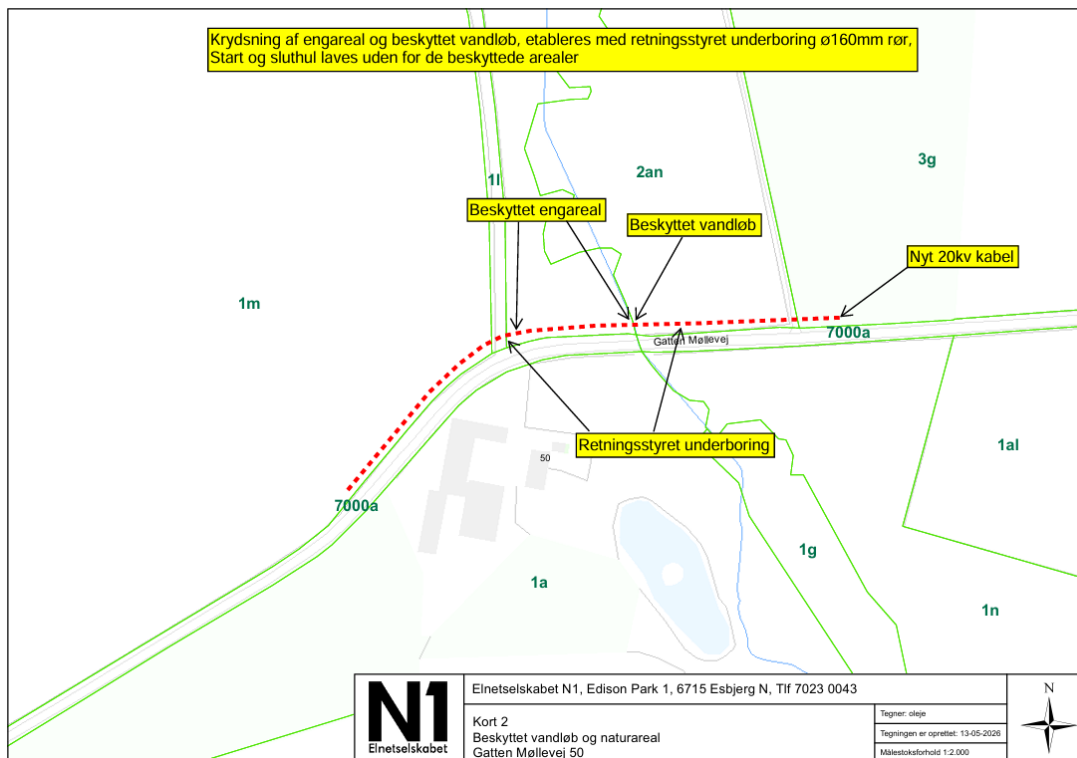 Krydsning af engareal og beskyttet vandløb, etableres med retningsstyret underboring ø160mm rør,
Start og sluthul laves uden for de beskyttede arealer
3g
2an
1l
Beskyttet engareal
Beskyttet vandløb
Nyt 20kv kabel
1m
7000a
Gatten Møllevej
Retningsstyret underboring
1al
50
7000a
1g
1a
1n
N1
Elnetselskabet
Elnetselskabet N1, Edison Park 1, 6715 Esbjerg N, Tlf 7023 0043
Kort 2
Beskyttet vandløb og naturareal
Gatten Møllevej 50
Tegner: oleje
Tegningen er oprettet: 13-05-2026
Målestoksforhold 1:2.000
N